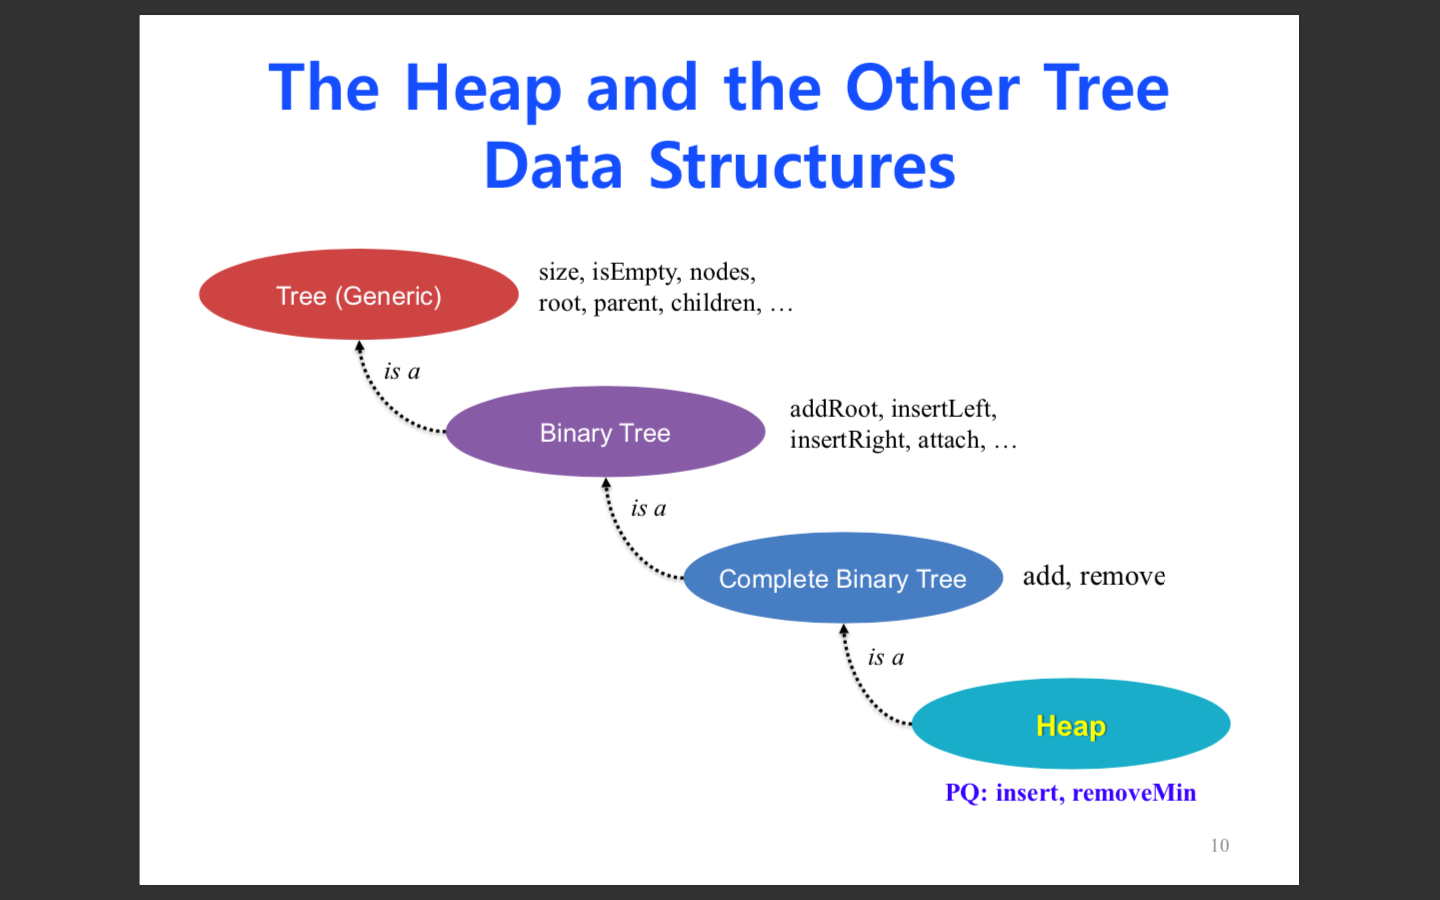 The Heap and the Other Tree
Data Structures
Tree (Generic)
size, isEmpty, nodes,
root, parent, children, …
is a
Binary Tree
addRoot, insertLeft,
insertRight, attach, …
is a
Complete Binary Tree
add, remove
is a
Heap
PQ: insert, removeMin
10